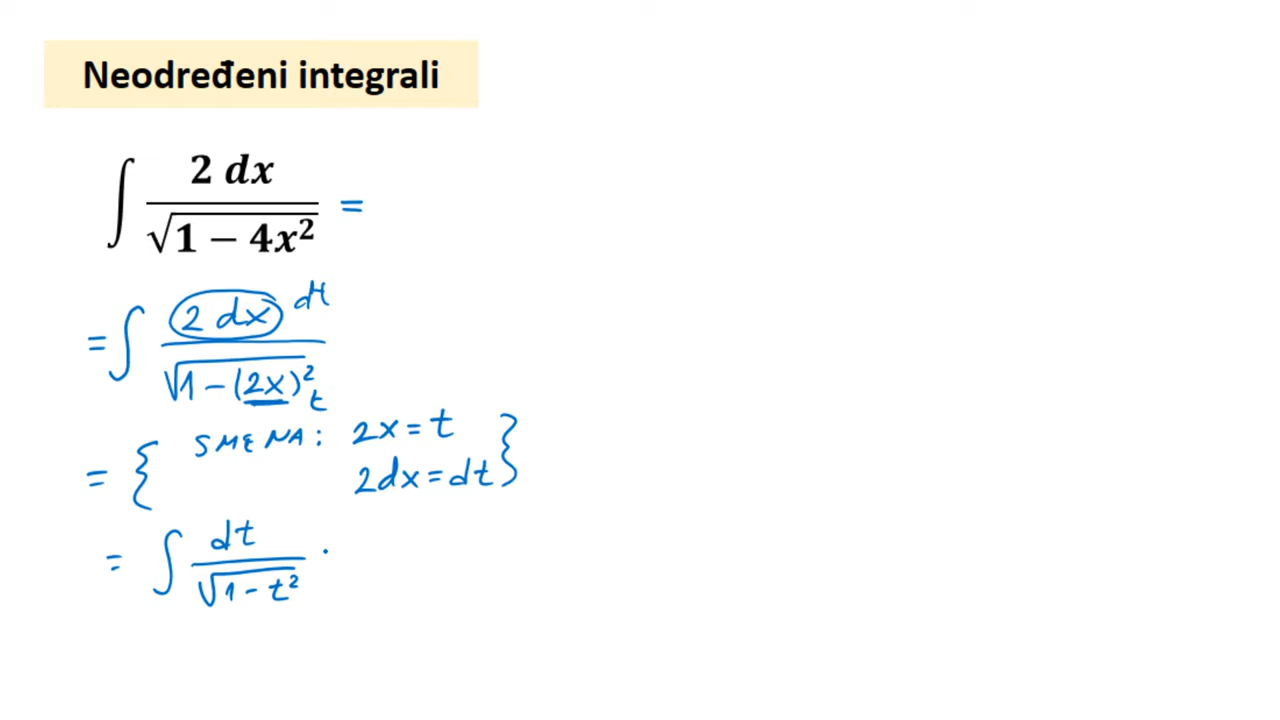 Neodređeni integrali
∫ 2 dx / √(1 − 4x²) =
= ∫ 2 dx dt / √(1 − (2x)²) t
= { SMENA: 2x = t
2dx = dt }
= ∫ dt / √(1 − t²)